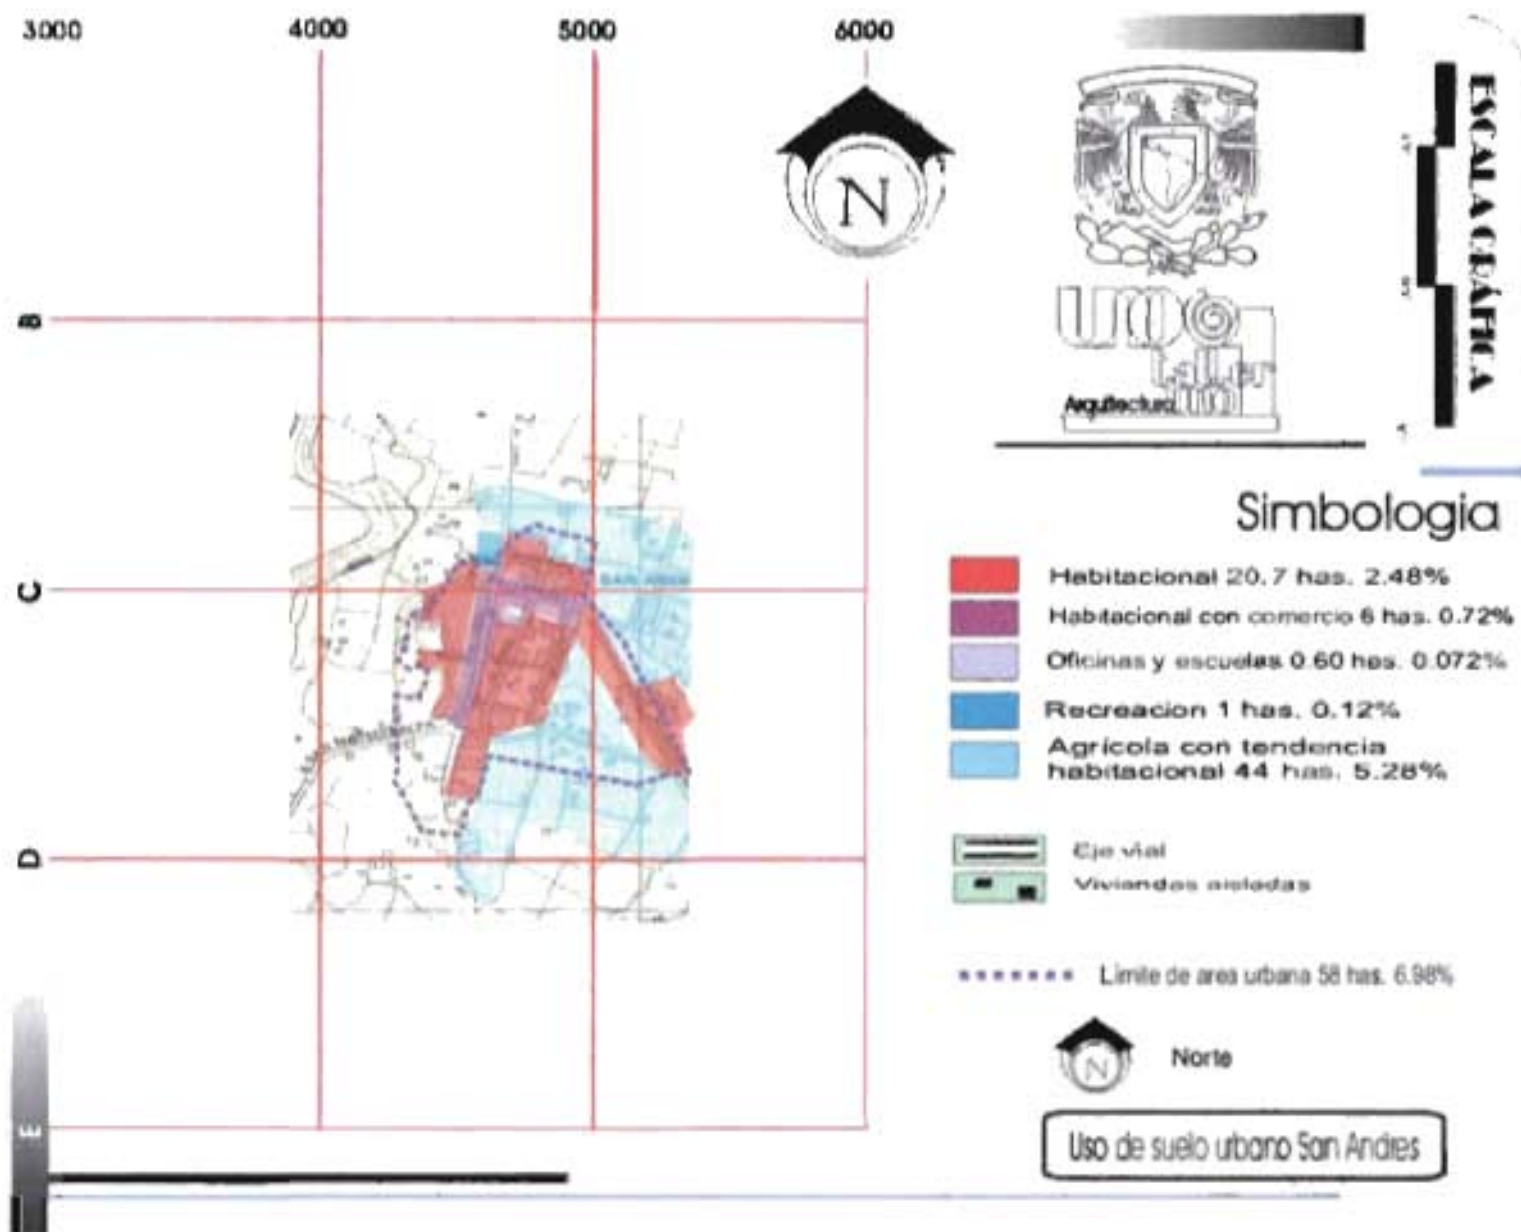 3000 4000 5000 6000
N
B
C
D
E
Arquitectura
ESCALA GRÁFICA
Simbologia
Habitacional 20.7 has. 2.48%
Habitacional con comercio 6 has. 0.72%
Oficinas y escuelas 0.60 has. 0.072%
Recreacion 1 has. 0.12%
Agrícola con tendencia
habitacional 44 has. 5.28%
Eje vial
Viviendas aisladas
Límite de area urbana 58 has. 6.98%
N
Norte
Uso de suelo urbano San Andres